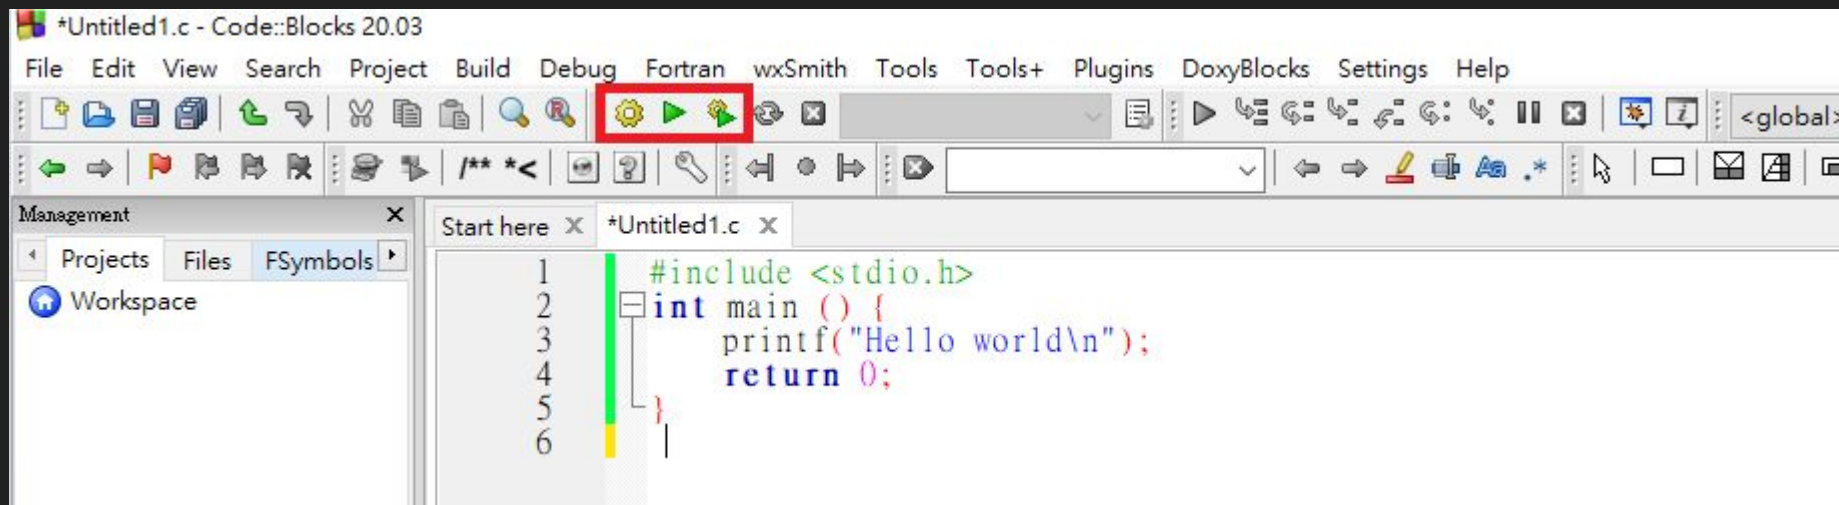 *Untitled1.c - Code::Blocks 20.03
File Edit View Search Project Build Debug Fortran wxSmith Tools Tools+ Plugins DoxyBlocks Settings Help
<global>
/** *<
Management
Start here *Untitled1.c
Projects Files FSymbols
Workspace
1 #include <stdio.h>
2 int main () {
3 printf("Hello world\n");
4 return 0;
5 }
6